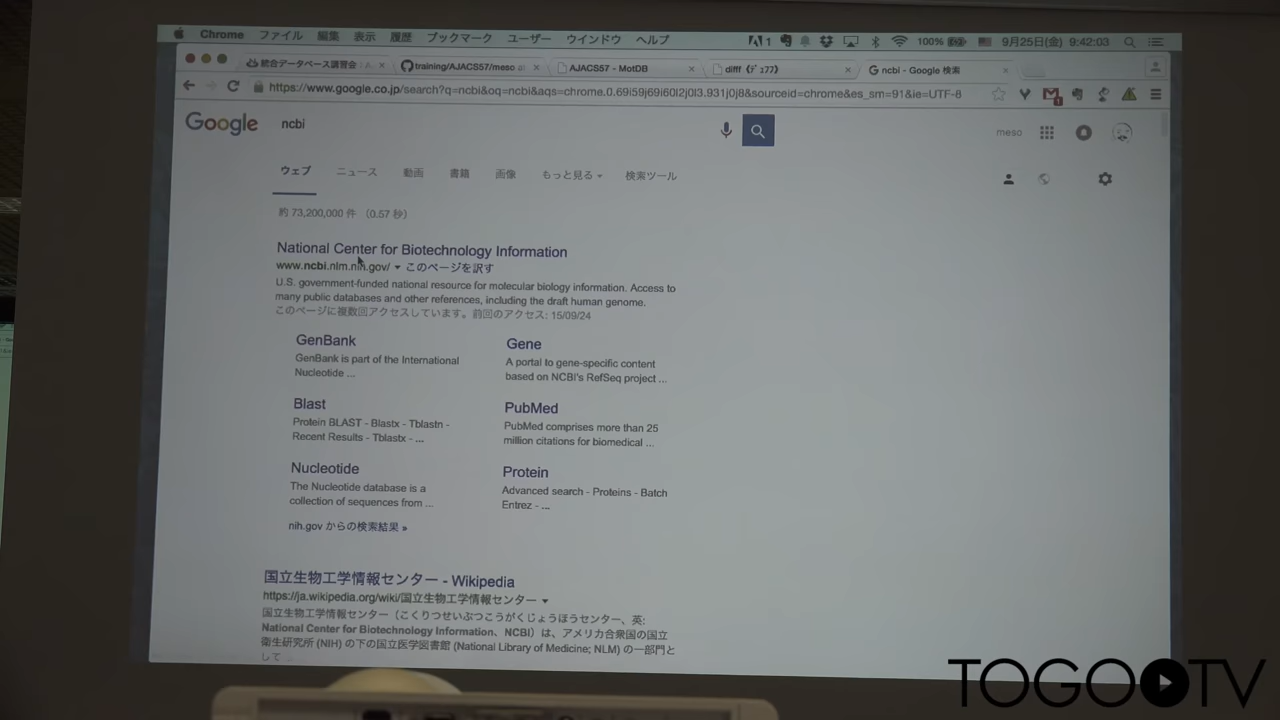 Chrome ファイル 編集 表示 履歴 ブックマーク ユーザー ウインドウ ヘルプ 1 100% 9月25日(金) 9:42:03
統合データベース講習会：A training/AJACS57/meso AJACS57 - MotDB difff《ﾃﾞｭﾌﾌ》 ncbi - Google 検索
https://www.google.co.jp/search?q=ncbi&oq=ncbi&aqs=chrome.0.69i59j69i60l2j0l3.931j0j8&sourceid=chrome&es_sm=91&ie=UTF-8
Google ncbi meso
ウェブ ニュース 動画 書籍 画像 もっと見る 検索ツール
約 73,200,000 件 （0.57 秒）
National Center for Biotechnology Information
www.ncbi.nlm.nih.gov/ このページを訳す
U.S. government-funded national resource for molecular biology information. Access to
many public databases and other references, including the draft human genome.
このページに複数回アクセスしています。前回のアクセス: 15/09/24
GenBank
GenBank is part of the International
Nucleotide ...
Gene
A portal to gene-specific content
based on NCBI's RefSeq project ...
Blast
Protein BLAST - Blastx - Tblastn -
Recent Results - Tblastx - ...
PubMed
PubMed comprises more than 25
million citations for biomedical ...
Nucleotide
The Nucleotide database is a
collection of sequences from ...
Protein
Advanced search - Proteins - Batch
Entrez - ...
nih.gov からの検索結果 »
国立生物工学情報センター - Wikipedia
https://ja.wikipedia.org/wiki/国立生物工学情報センター
国立生物工学情報センター（こくりつせいぶつこうがくじょうほうセンター、英:
National Center for Biotechnology Information、NCBI）は、アメリカ合衆国の国立
衛生研究所 (NIH) の下の国立医学図書館 (National Library of Medicine; NLM) の一部門と
して
TOGO TV